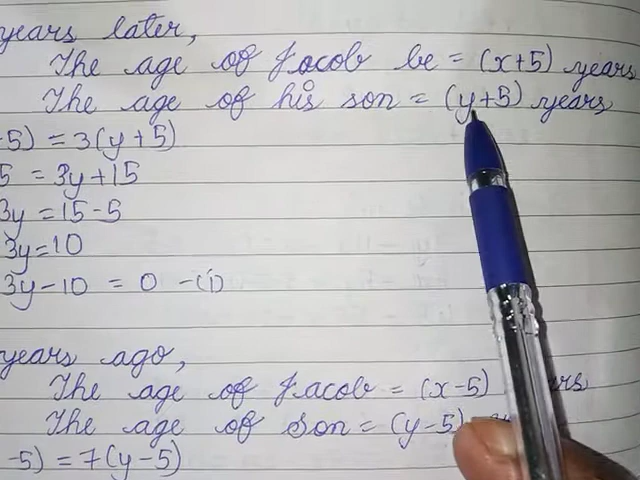 years later,
The age of Jacob be = (x+5) years
The age of his son = (y+5) years
-5) = 3(y+5)
5 = 3y+15
3y = 15-5
3y=10
3y-10 = 0 -(1)
years ago,
The age of Jacob = (x-5)
The age of son = (y-5)
-5) = 7(y-5)